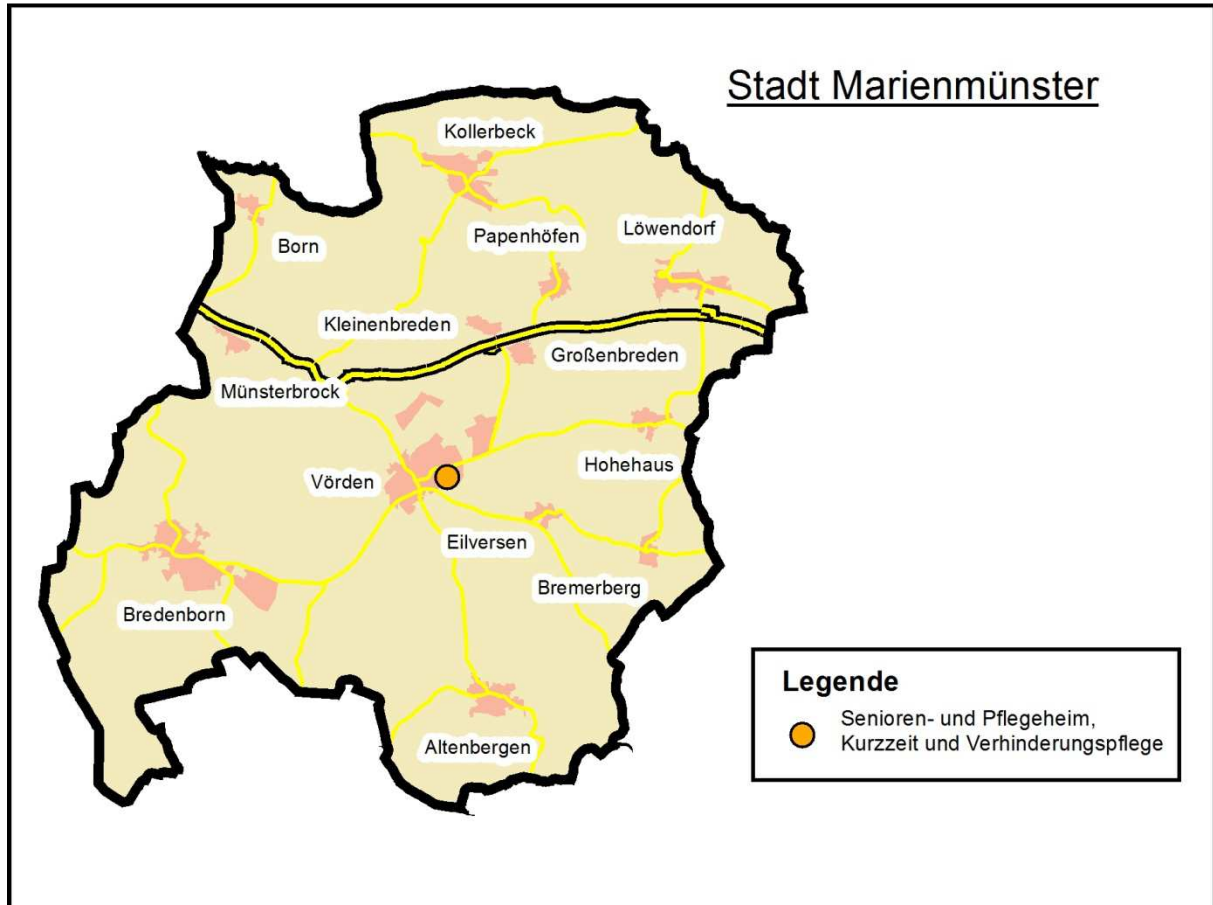 Stadt Marienmünster
Kollerbeck
Papenhöfen
Löwendorf
Born
Kleinenbreden
Großenbreden
Münsterbrock
Hohehaus
Vörden
Eilversen
Bremerberg
Bredenborn
Altenbergen
Legende
Senioren- und Pflegeheim,
Kurzzeit und Verhinderungspflege